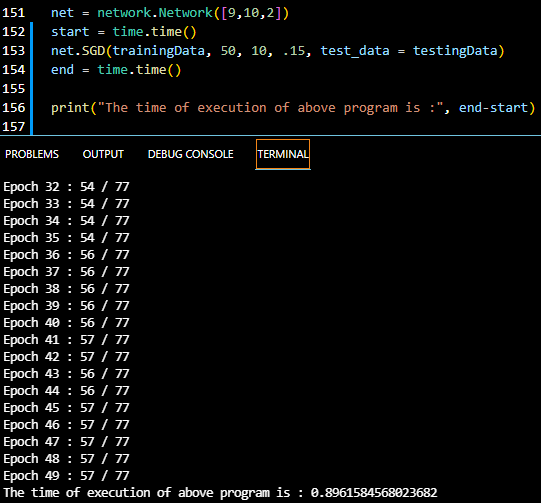 151 net = network.Network([9,10,2])
152 start = time.time()
153 net.SGD(trainingData, 50, 10, .15, test_data = testingData)
154 end = time.time()
155
156 print("The time of execution of above program is :", end-start)
157
PROBLEMS OUTPUT DEBUG CONSOLE TERMINAL
Epoch 32 : 54 / 77
Epoch 33 : 54 / 77
Epoch 34 : 54 / 77
Epoch 35 : 54 / 77
Epoch 36 : 56 / 77
Epoch 37 : 56 / 77
Epoch 38 : 56 / 77
Epoch 39 : 56 / 77
Epoch 40 : 56 / 77
Epoch 41 : 57 / 77
Epoch 42 : 57 / 77
Epoch 43 : 56 / 77
Epoch 44 : 56 / 77
Epoch 45 : 57 / 77
Epoch 46 : 57 / 77
Epoch 47 : 57 / 77
Epoch 48 : 57 / 77
Epoch 49 : 57 / 77
The time of execution of above program is : 0.8961584568023682